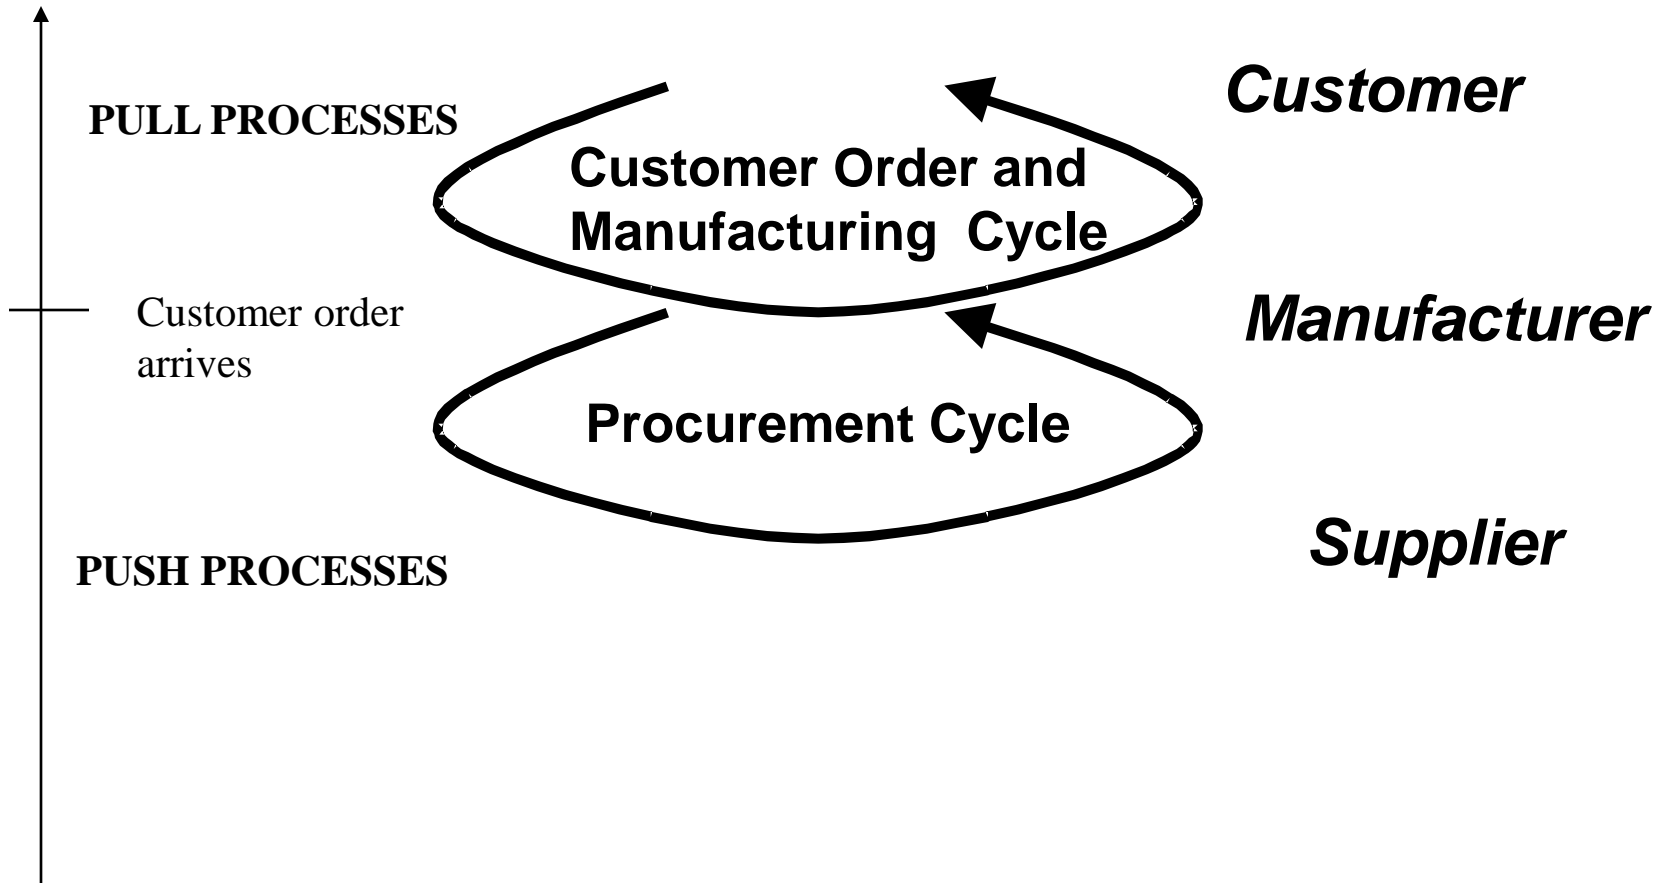 PULL PROCESSES
Customer Order and
Manufacturing Cycle
Customer
Customer order
arrives
Manufacturer
Procurement Cycle
PUSH PROCESSES
Supplier